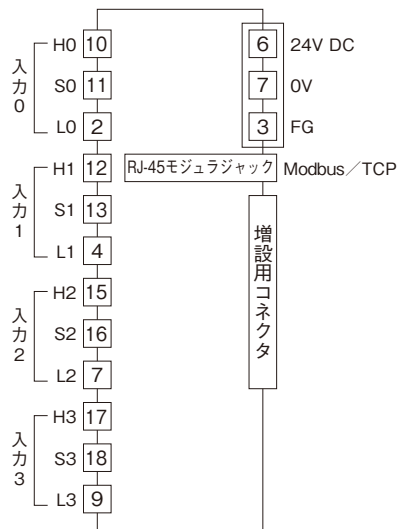 入力0
H0 10
S0 11
L0 2
入力1
H1 12
S1 13
L1 4
入力2
H2 15
S2 16
L2 7
入力3
H3 17
S3 18
L3 9
6 24V DC
7 0V
3 FG
RJ-45モジュラジャック Modbus／TCP
増設用コネクタ